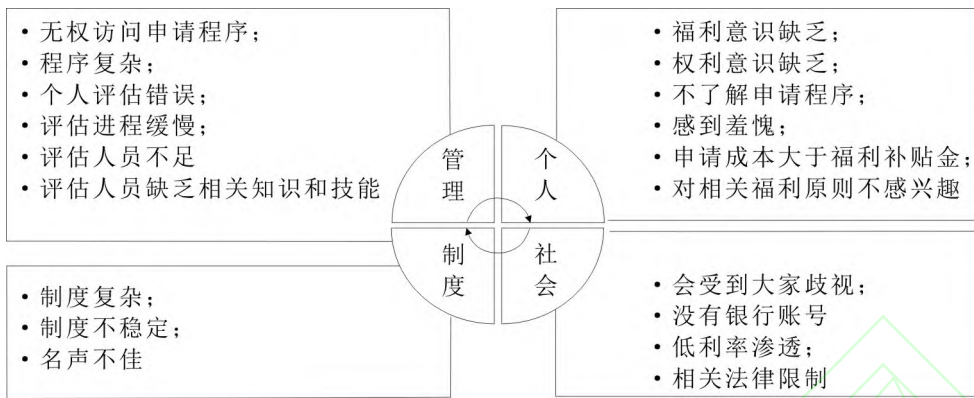 • 无权访问申请程序；
• 程序复杂；
• 个人评估错误；
• 评估进程缓慢；
• 评估人员不足
• 评估人员缺乏相关知识和技能
• 福利意识缺乏；
• 权利意识缺乏；
• 不了解申请程序；
• 感到羞愧；
• 申请成本大于福利补贴金；
• 对相关福利原则不感兴趣
管理
个人
制度
社会
• 制度复杂；
• 制度不稳定；
• 名声不佳
• 会受到大家歧视；
• 没有银行账号
• 低利率渗透；
• 相关法律限制